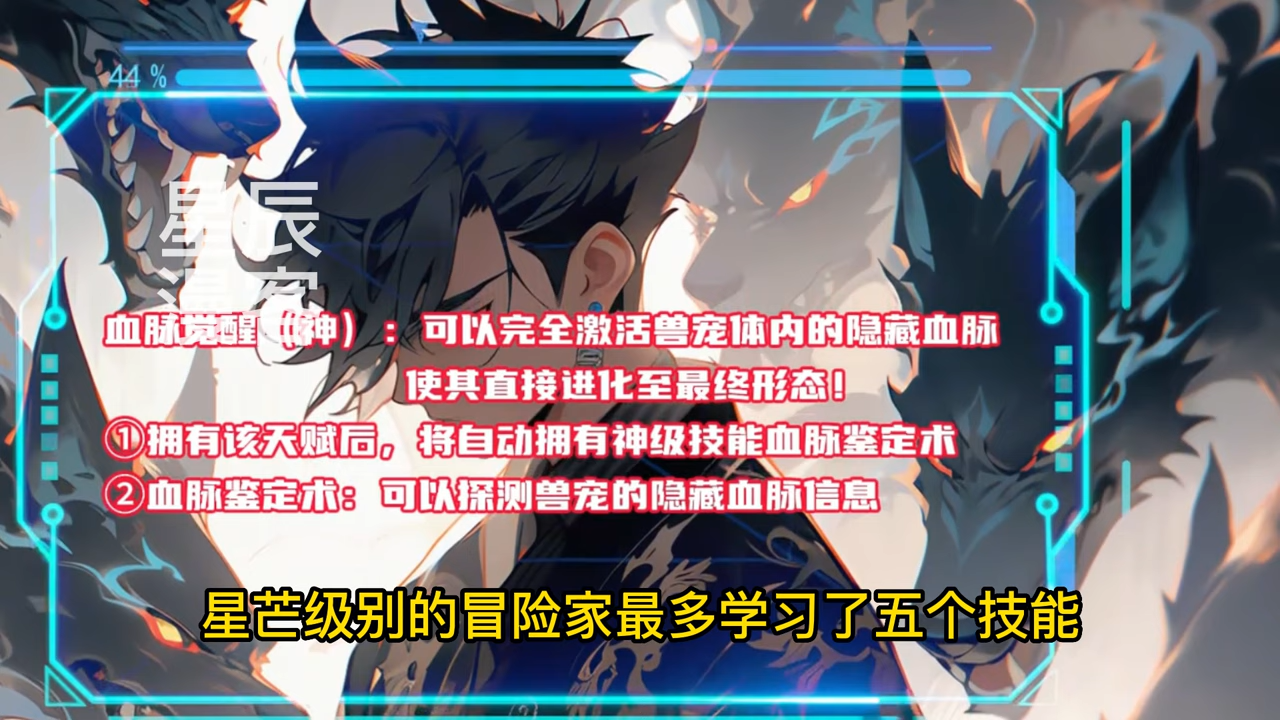 44 %
星辰
漫客
血脉觉醒（神）：可以完全激活兽宠体内的隐藏血脉
使其直接进化至最终形态！
①拥有该天赋后，将自动拥有神级技能血脉鉴定术
②血脉鉴定术：可以探测兽宠的隐藏血脉信息
星芒级别的冒险家最多学习了五个技能